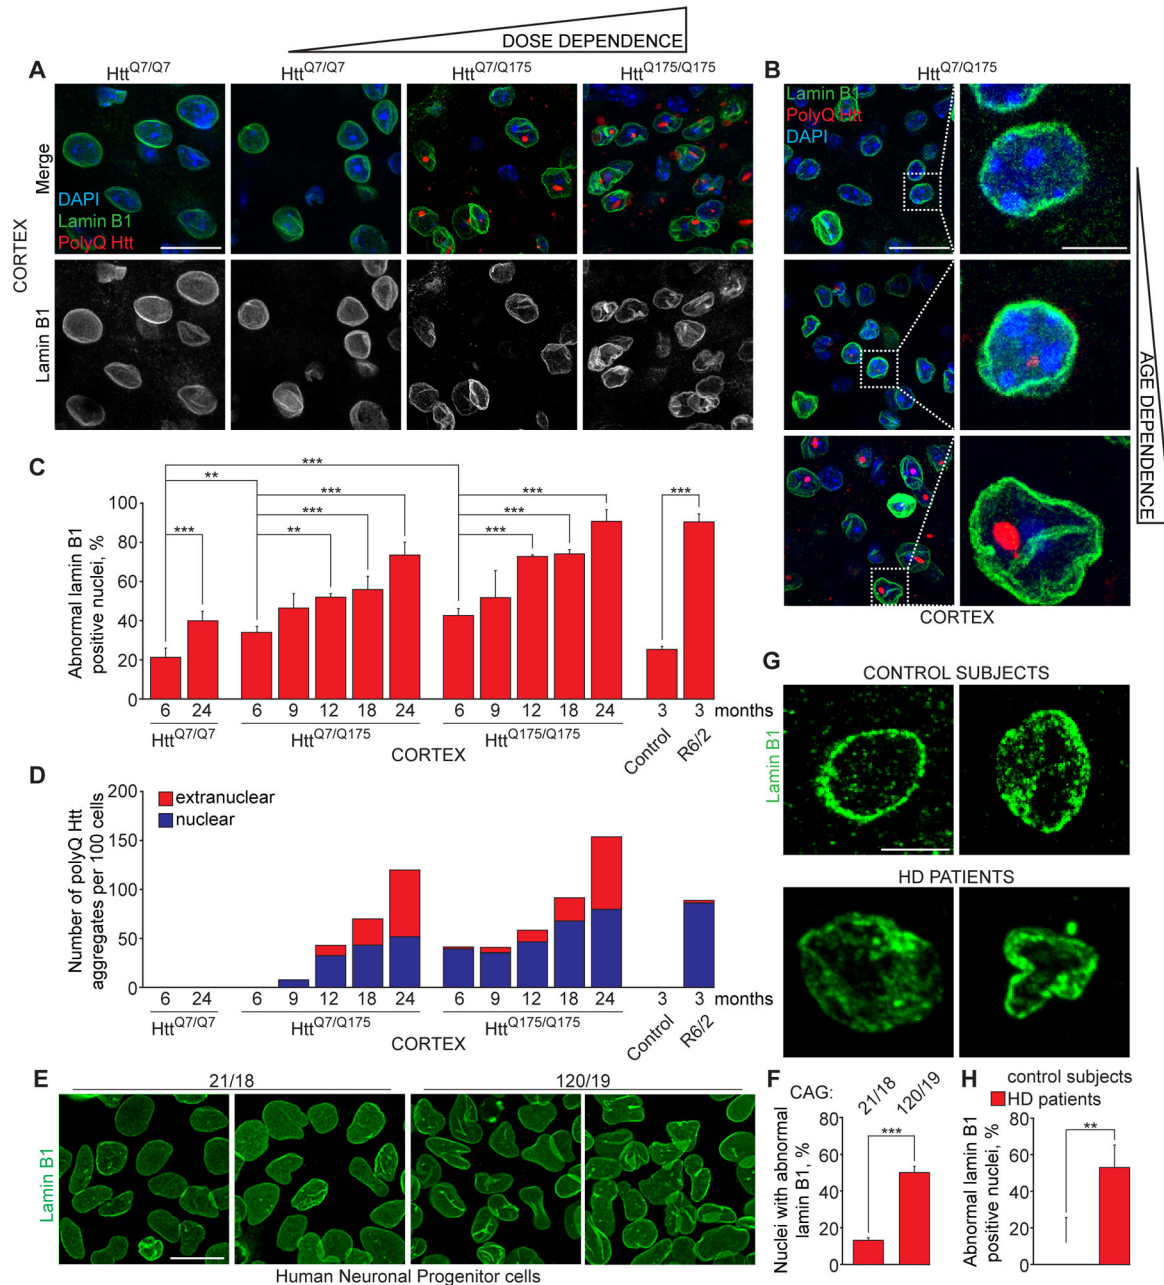 DOSE DEPENDENCE
A
Htt^Q7/Q7
Htt^Q7/Q7
Htt^Q7/Q175
Htt^Q175/Q175
CORTEX
Merge
DAPI
Lamin B1
PolyQ Htt
Lamin B1
B
Htt^Q7/Q175
Lamin B1
PolyQ Htt
DAPI
AGE DEPENDENCE
CORTEX
C
Abnormal lamin B1
positive nuclei, %
100
80
60
40
20
0
***
**
***
***
***
**
***
***
***
***
6 24 6 9 12 18 24 6 9 12 18 24 3 3 months
Htt^Q7/Q7
Htt^Q7/Q175
Htt^Q175/Q175
Control
R6/2
CORTEX
D
Number of polyQ Htt
aggregates per 100 cells
200
150
100
50
0
extranuclear
nuclear
6 24 6 9 12 18 24 6 9 12 18 24 3 3 months
Htt^Q7/Q7
Htt^Q7/Q175
Htt^Q175/Q175
Control
R6/2
CORTEX
E
21/18
120/19
Lamin B1
Human Neuronal Progenitor cells
G
CONTROL SUBJECTS
Lamin B1
HD PATIENTS
F
CAG:
21/18
120/19
Nuclei with abnormal
lamin B1, %
80
60
40
20
0
***
H
control subjects
HD patients
Abnormal lamin B1
positive nuclei, %
80
60
40
20
80
**